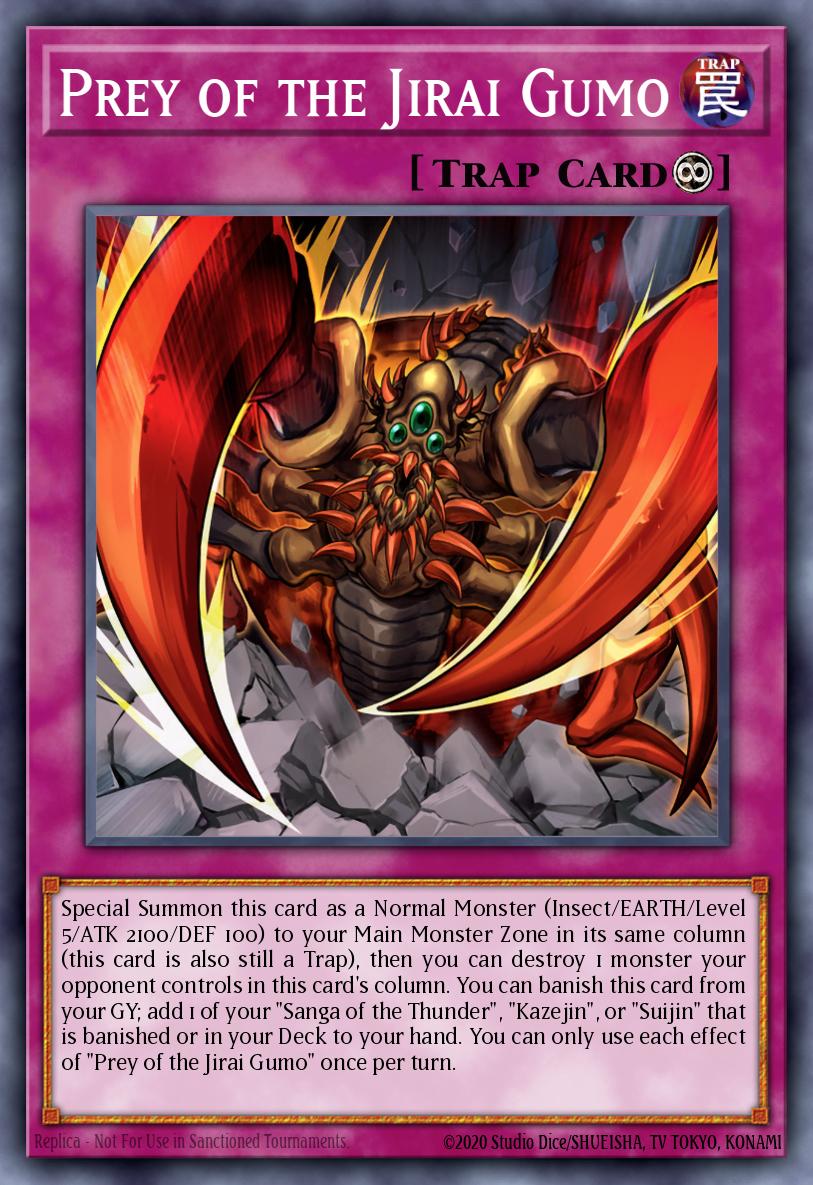 Prey of the Jirai Gumo
TRAP
罠
[Trap Card∞]
Special Summon this card as a Normal Monster (Insect/EARTH/Level
5/ATK 2100/DEF 100) to your Main Monster Zone in its same column
(this card is also still a Trap), then you can destroy 1 monster your
opponent controls in this card's column. You can banish this card from
your GY; add 1 of your "Sanga of the Thunder", "Kazejin", or "Suijin" that
is banished or in your Deck to your hand. You can only use each effect
of "Prey of the Jirai Gumo" once per turn.
Replica - Not For Use in Sanctioned Tournaments.
©2020 Studio Dice/SHUEISHA, TV TOKYO, KONAMI